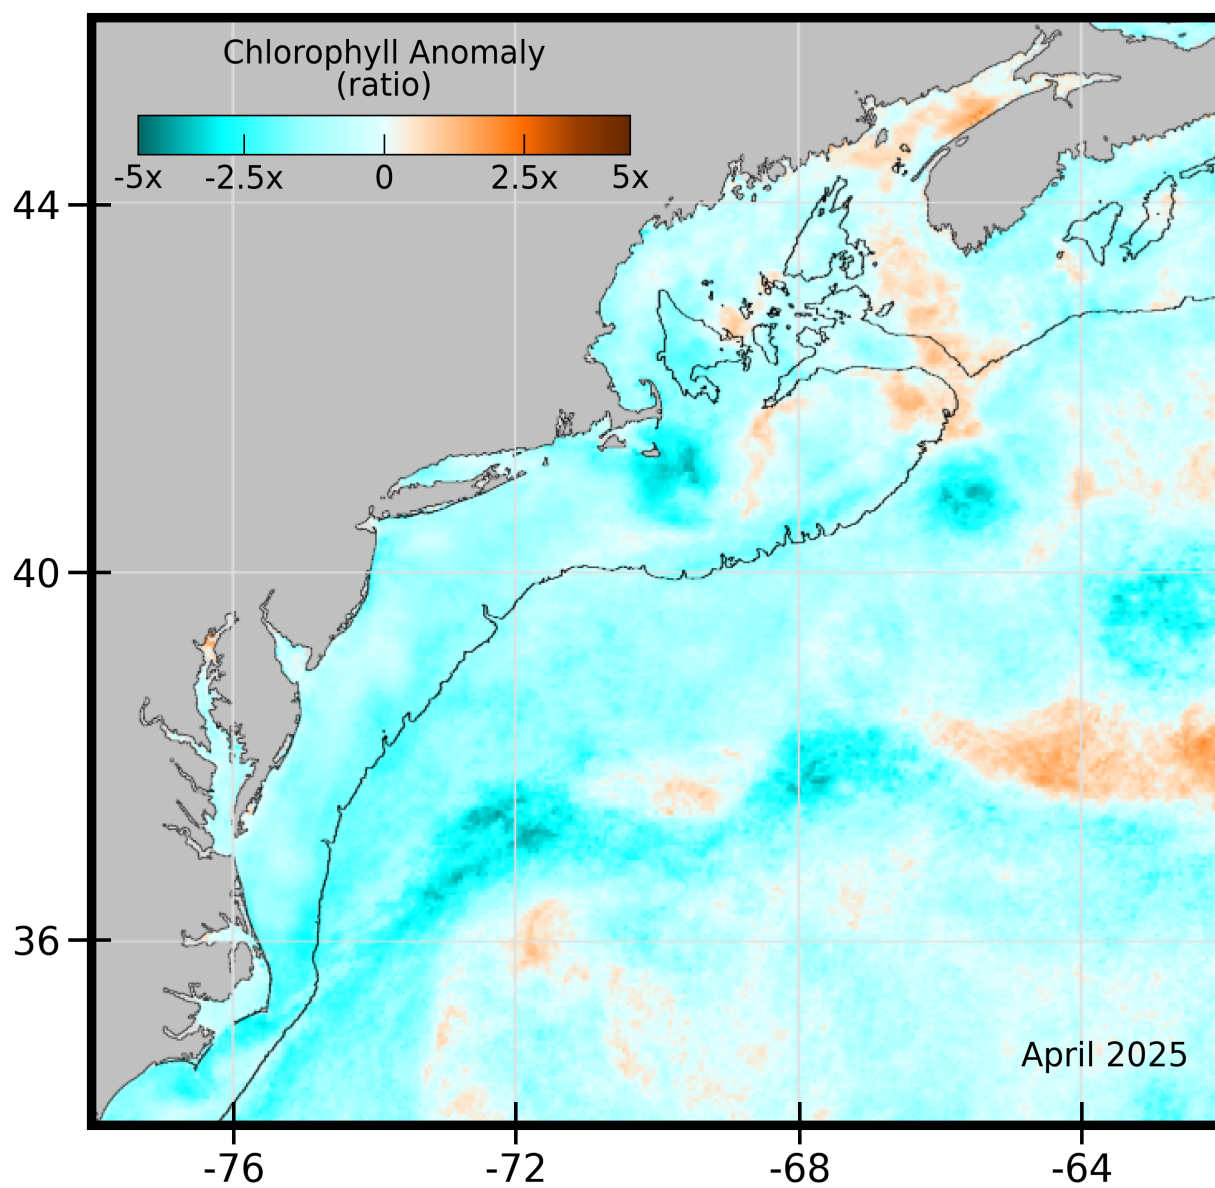 Chlorophyll Anomaly
(ratio)
-5x -2.5x 0 2.5x 5x
44
40
36
April 2025
-76 -72 -68 -64